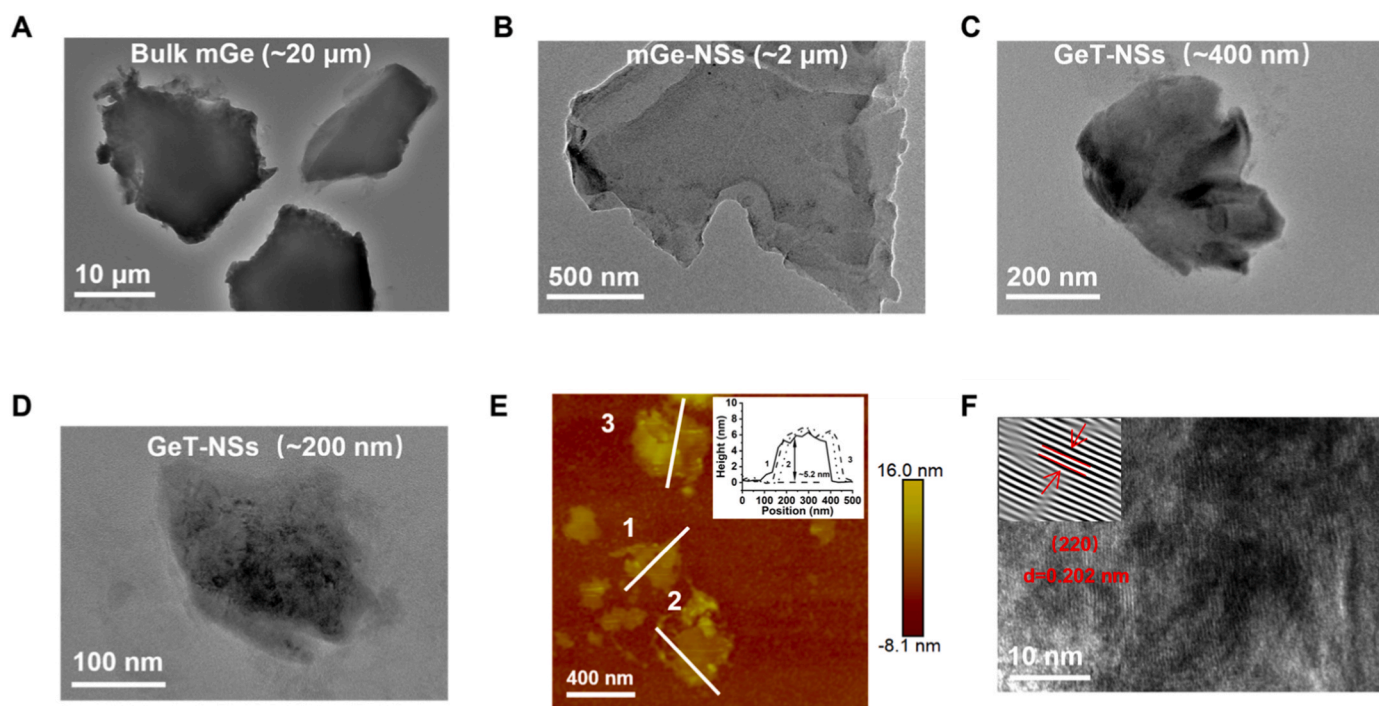 A
Bulk mGe (~20 μm)
10 μm
B
mGe-NSs (~2 μm)
500 nm
C
GeT-NSs (~400 nm)
200 nm
D
GeT-NSs (~200 nm)
100 nm
E
3
1
2
400 nm
Height (nm)
10
8
6
4
2
0
1
2
3
~5.2 nm
0 100 200 300 400 500
Position (nm)
16.0 nm
-8.1 nm
F
(220)
d=0.202 nm
10 nm